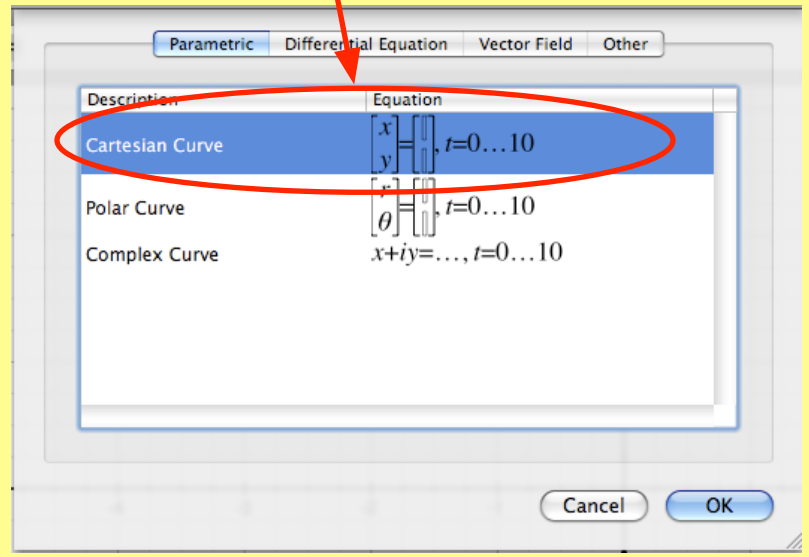 Parametric Differential Equation Vector Field Other
Description Equation
Cartesian Curve [x y]=[▯ ▯], t=0…10
Polar Curve [r θ]=[▯ ▯], t=0…10
Complex Curve x+iy=…, t=0…10
Cancel OK